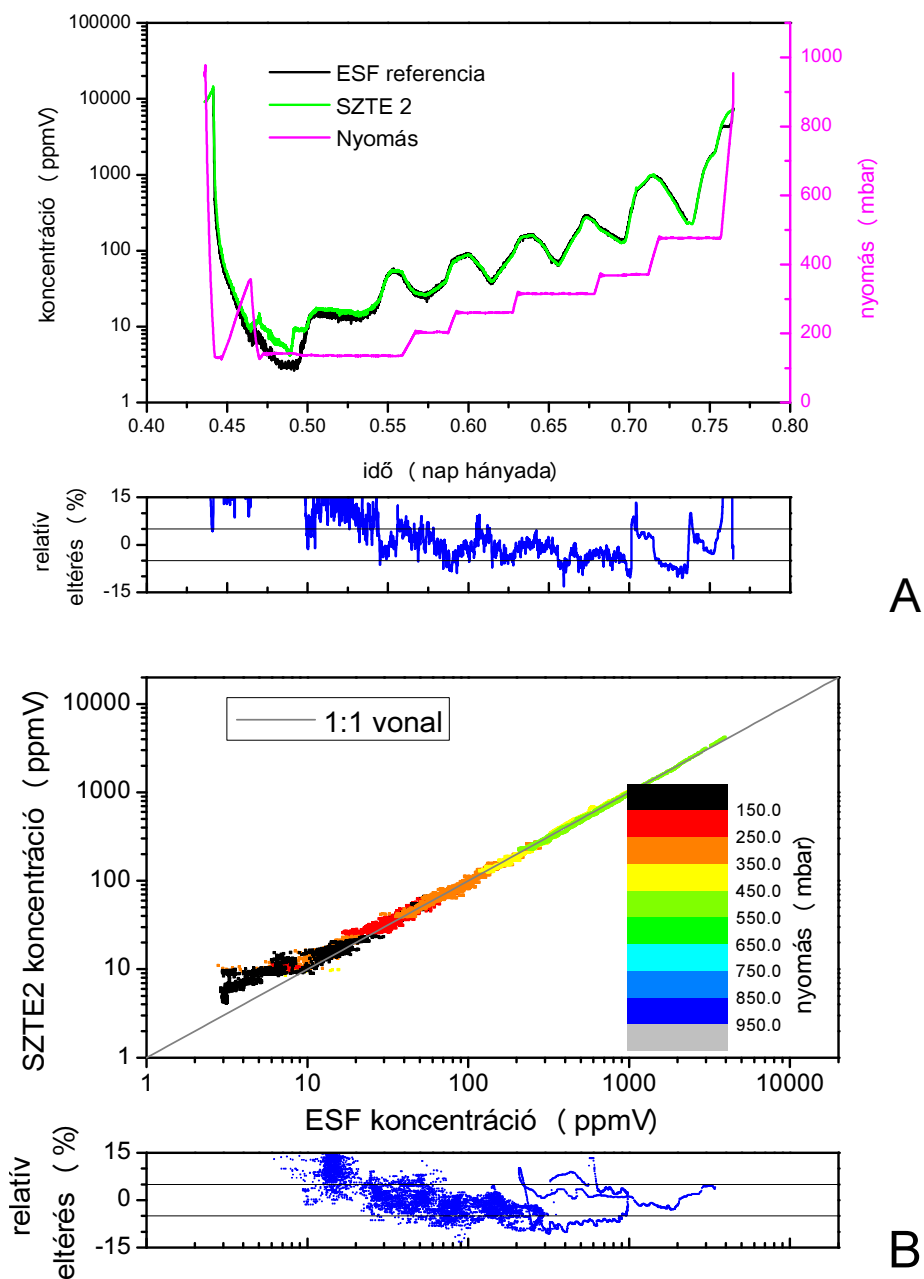 100000
10000
1000
100
10
1
koncentráció (ppmV)
ESF referencia
SZTE 2
Nyomás
1000
800
600
400
200
0
nyomás (mbar)
0.40 0.45 0.50 0.55 0.60 0.65 0.70 0.75 0.80
idő (nap hányada)
relatív
eltérés (%)
15
0
-15
A
SZTE2 koncentráció (ppmV)
10000
1000
100
10
1
1:1 vonal
150.0
250.0
350.0
450.0
550.0
650.0
750.0
850.0
950.0
nyomás (mbar)
1 10 100 1000 10000
ESF koncentráció (ppmV)
relatív
eltérés (%)
15
0
-15
B